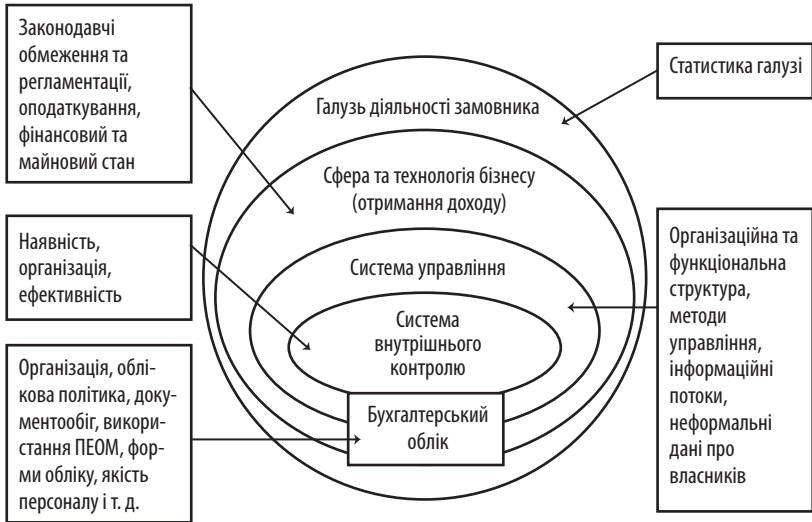 Законодавчі
обмеження та
регламентації,
оподаткування,
фінансовий та
майновий стан
Статистика галузі
Галузь діяльності замовника
Сфера та технологія бізнесу
(отримання доходу)
Наявність,
організація,
ефективність
Система управління
Організаційна та
функціональна
структура,
методи
управління,
інформаційні
потоки,
неформальні
дані про
власників
Система
внутрішнього
контролю
Організація, облі-
кова політика, доку-
ментообіг, викорис-
тання ПЕОМ, фор-
ми обліку, якість
персоналу і т. д.
Бухгалтерський
облік